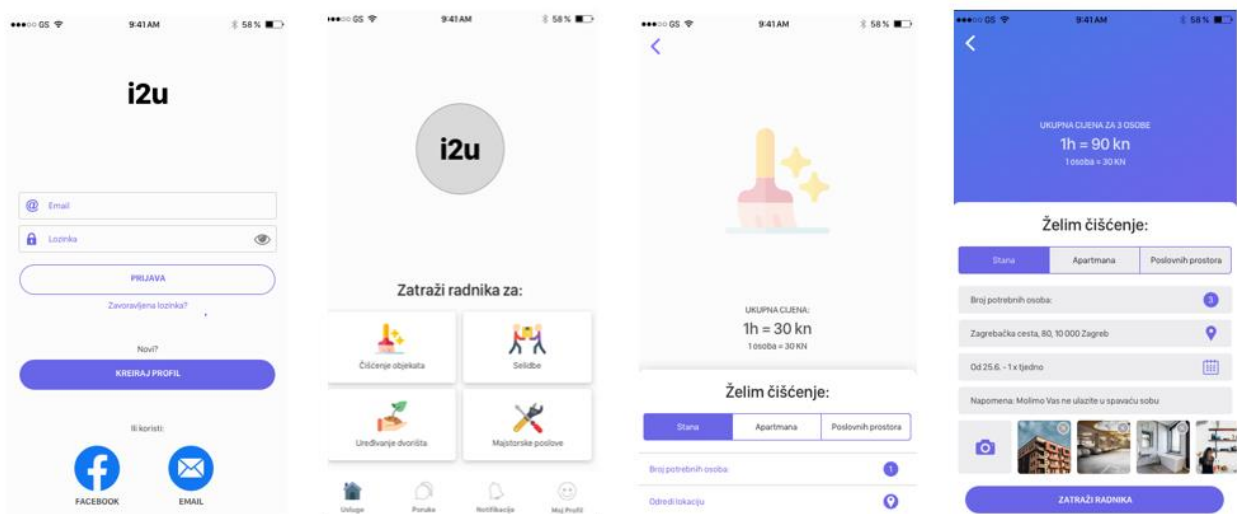 GS 9:41 AM 58 %
i2u
@ Email
Lozinka
PRIJAVA
Zavoravljena lozinka?
Novi?
KREIRAJ PROFIL
Ili koristi:
FACEBOOK EMAIL
GS 9:41 AM 58 %
i2u
Zatraži radnika za:
Čišćenje objekata Selidbe
Uređivanje dvorišta Majstorske poslove
Usluge Poruke Notifikacije Moj Profil
GS 9:41 AM 58 %
UKUPNA CIJENA:
1h = 30 kn
1 osoba = 30 KN
Želim čišćenje:
Stana Apartmana Poslovnih prostora
Broj potrebnih osoba: 1
Odredi lokaciju
GS 9:41 AM 58 %
UKUPNA CIJENA ZA 3 OSOBE
1h = 90 kn
1 osoba = 30 KN
Želim čišćenje:
Stana Apartmana Poslovnih prostora
Broj potrebnih osoba: 3
Zagrebačka cesta, 80, 10 000 Zagreb
Od 25.6. - 1 x tjedno
Napomena: Molimo Vas ne ulazite u spavaću sobu
ZATRAŽI RADNIKA